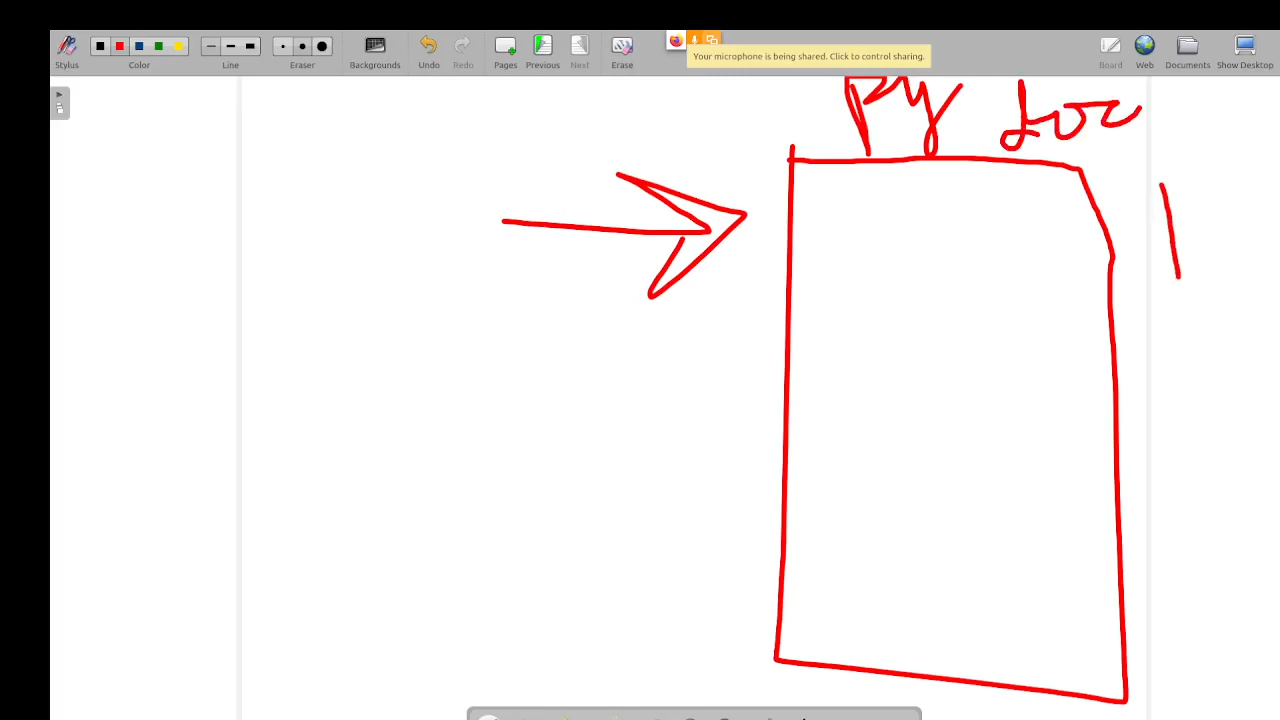 Your microphone is being shared. Click to control sharing.
Stylus Color Line Eraser Backgrounds Undo Redo Pages Previous Next Erase Board Web Documents Show Desktop
Py